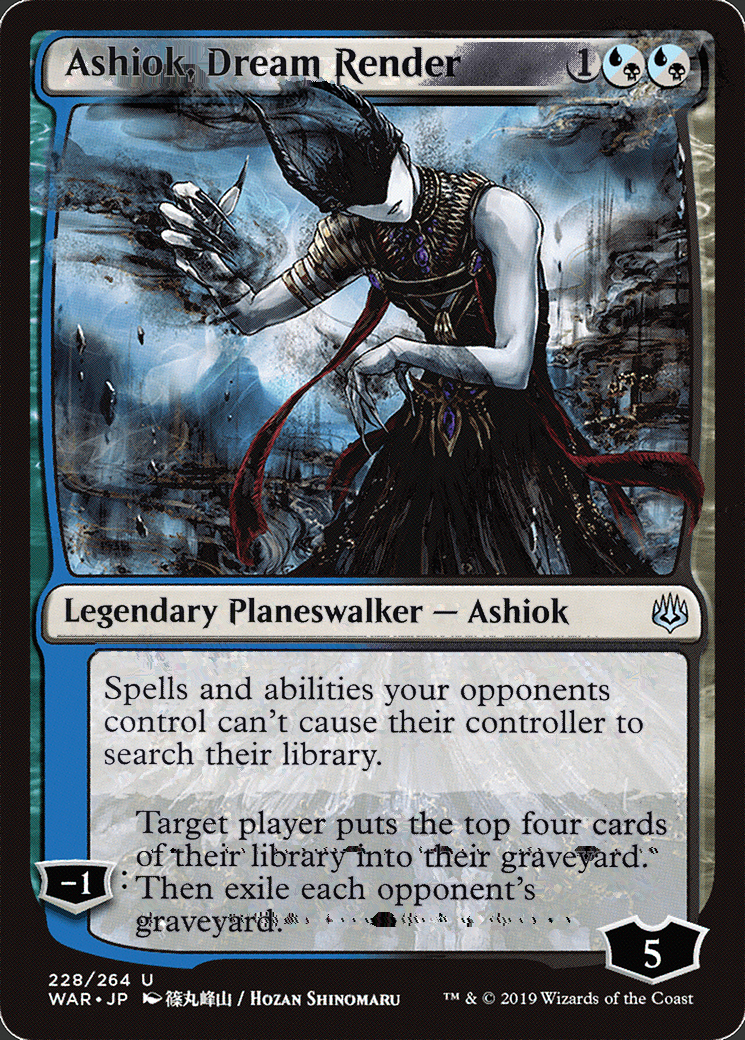 Ashiok, Dream Render 1
Legendary Planeswalker — Ashiok
Spells and abilities your opponents
control can't cause their controller to
search their library.
Target player puts the top four cards
of their library into their graveyard.
−1 : Then exile each opponent's
graveyard.
5
228/264 U
WAR • JP 篠丸峰山 / Hozan Shinomaru
™ & © 2019 Wizards of the Coast